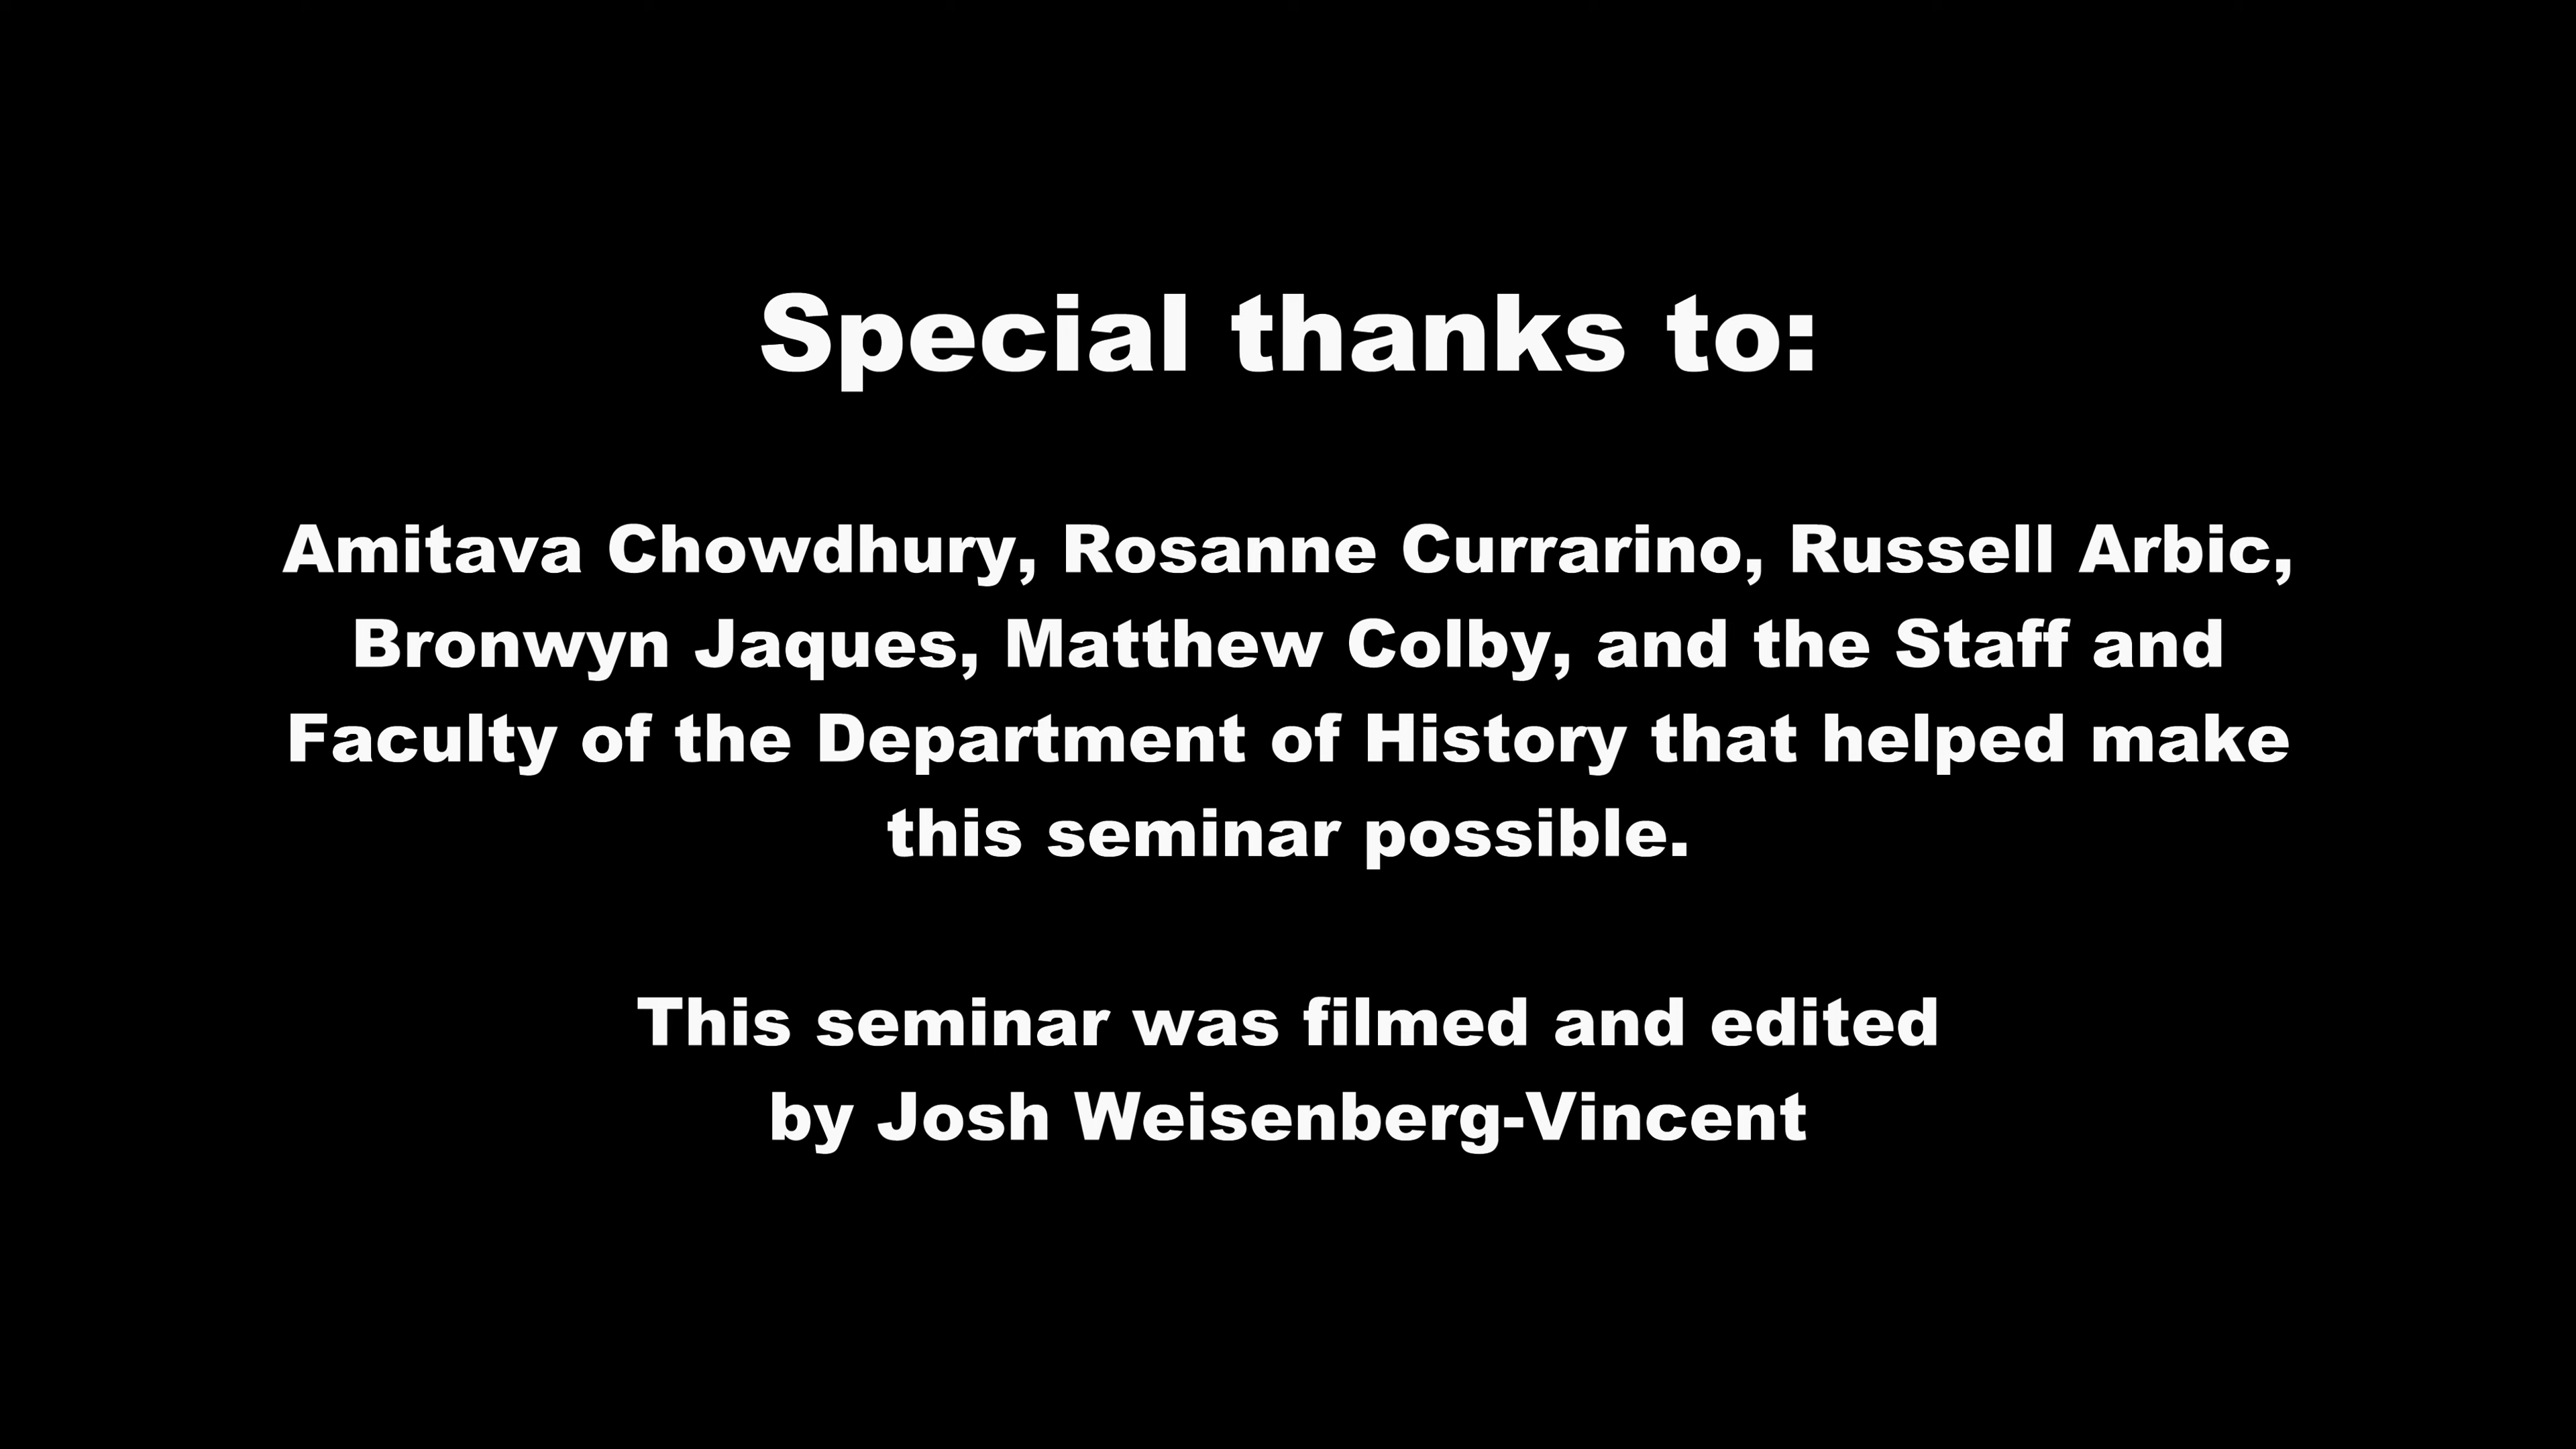 Special thanks to:
Amitava Chowdhury, Rosanne Currarino, Russell Arbic,
Bronwyn Jaques, Matthew Colby, and the Staff and
Faculty of the Department of History that helped make
this seminar possible.
This seminar was filmed and edited
by Josh Weisenberg-Vincent